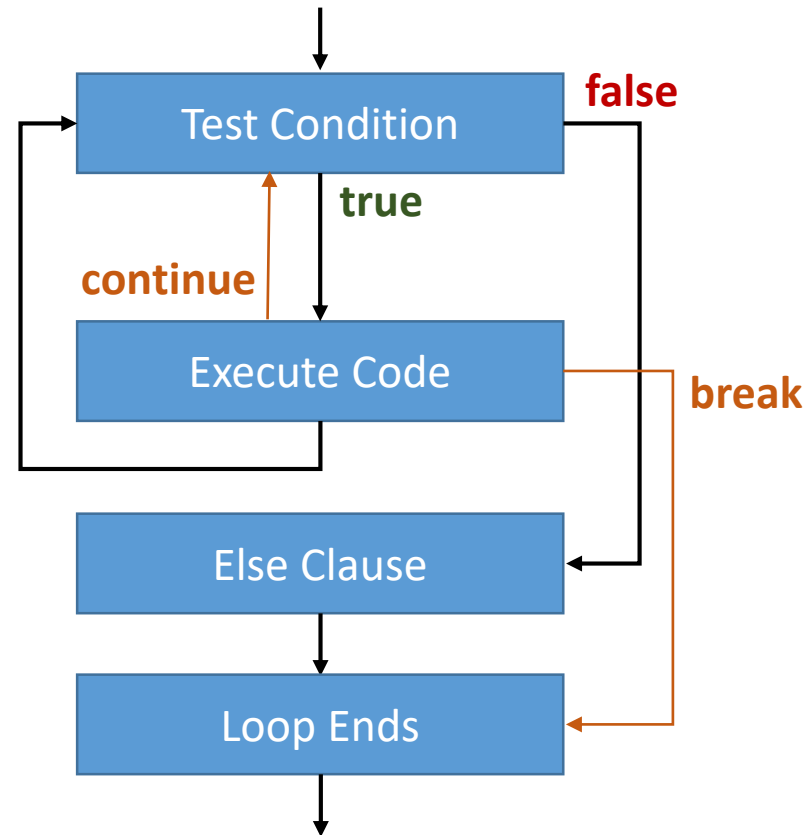 Test Condition
false
true
continue
Execute Code
break
Else Clause
Loop Ends